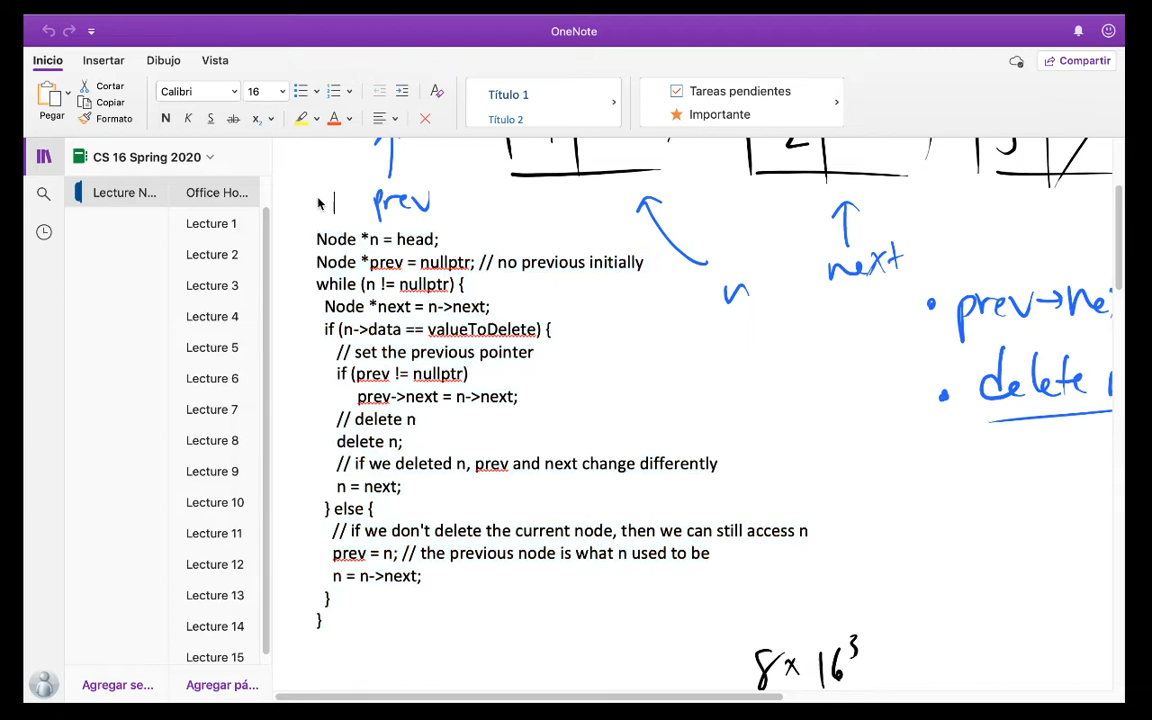 OneNote
Inicio
Insertar
Dibujo
Vista
Compartir
Pegar
Cortar
Copiar
Formato
Calibri
16
N K S ab x₂
A
Título 1
Título 2
Tareas pendientes
Importante
CS 16 Spring 2020
Lecture N...
Office Ho...
Lecture 1
Lecture 2
Lecture 3
Lecture 4
Lecture 5
Lecture 6
Lecture 7
Lecture 8
Lecture 9
Lecture 10
Lecture 11
Lecture 12
Lecture 13
Lecture 14
Lecture 15
Agregar se...
Agregar pá...
prev
n
next
Node *n = head;
Node *prev = nullptr; // no previous initially
while (n != nullptr) {
Node *next = n->next;
if (n->data == valueToDelete) {
// set the previous pointer
if (prev != nullptr)
prev->next = n->next;
// delete n
delete n;
// if we deleted n, prev and next change differently
n = next;
} else {
// if we don't delete the current node, then we can still access n
prev = n; // the previous node is what n used to be
n = n->next;
}
}
• prev→ne
• delete
8 × 16³